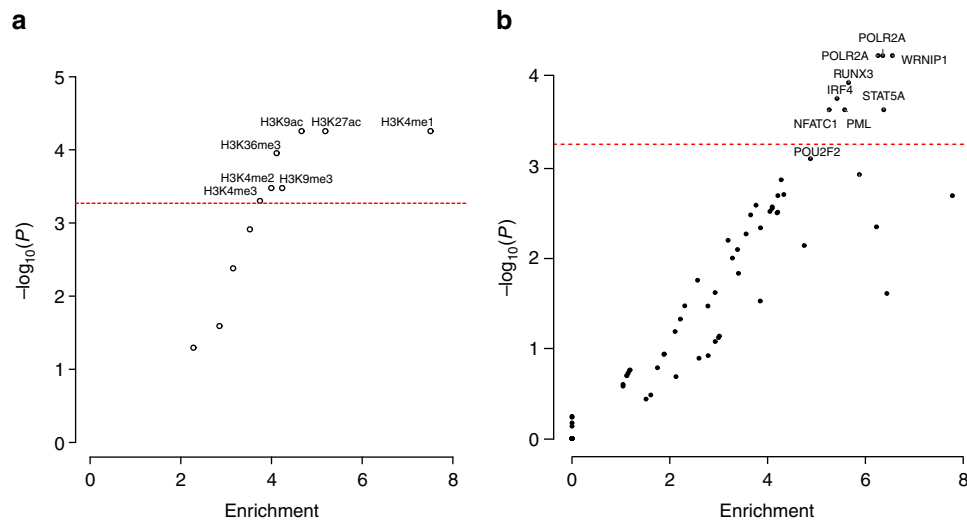 a
5
4
3
2
1
0
–log10(P)
H3K9ac
H3K27ac
H3K4me1
H3K36me3
H3K4me2
H3K9me3
H3K4me3
0
2
4
6
8
Enrichment
b
4
3
2
1
0
–log10(P)
POLR2A
POLR2A
WRNIP1
RUNX3
IRF4
STAT5A
NFATC1
PML
POU2F2
0
2
4
6
8
Enrichment